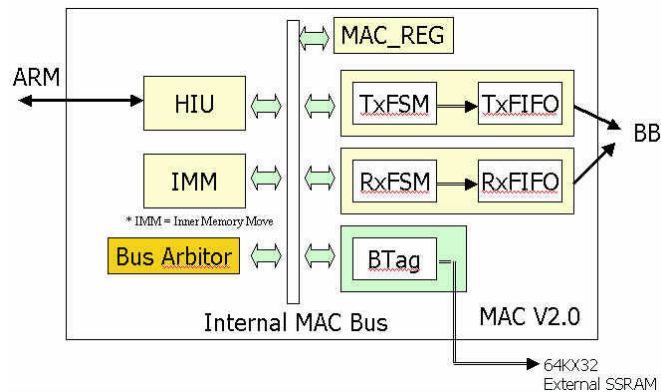 MAC_REG
ARM
HIU
TxFSM
TxFIFO
BB
IMM
RxFSM
RxFIFO
* IMM = Inner Memory Move
Bus Arbitor
BTag
Internal MAC Bus
MAC V2.0
64KX32
External SSRAM